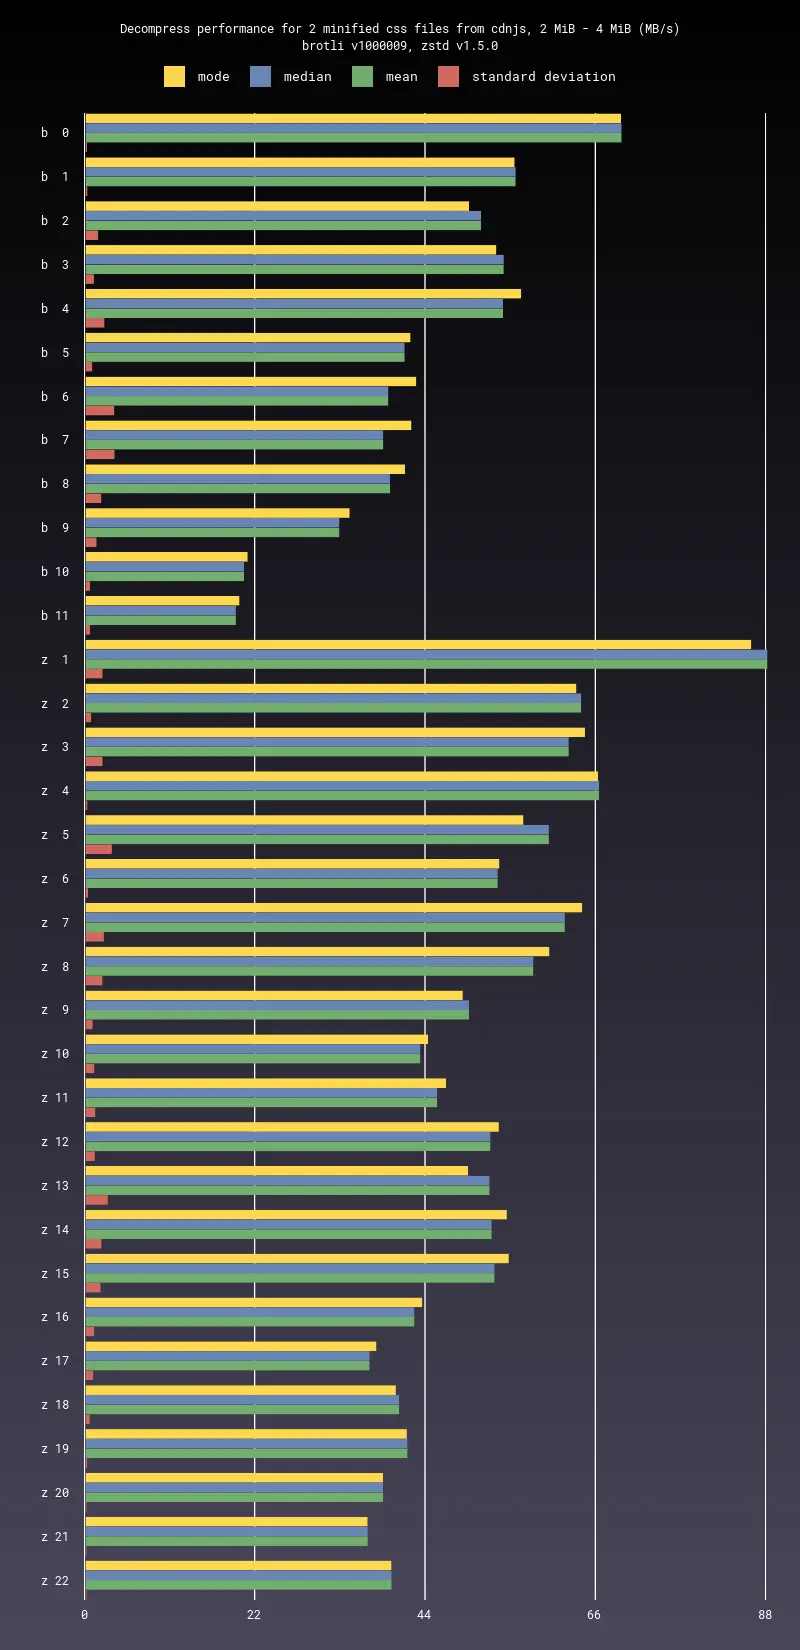 Decompress performance for 2 minified css files from cdnjs, 2 MiB - 4 MiB (MB/s)
brotli v1000009, zstd v1.5.0
mode median mean standard deviation
b 0
b 1
b 2
b 3
b 4
b 5
b 6
b 7
b 8
b 9
b 10
b 11
z 1
z 2
z 3
z 4
z 5
z 6
z 7
z 8
z 9
z 10
z 11
z 12
z 13
z 14
z 15
z 16
z 17
z 18
z 19
z 20
z 21
z 22
0 22 44 66 88